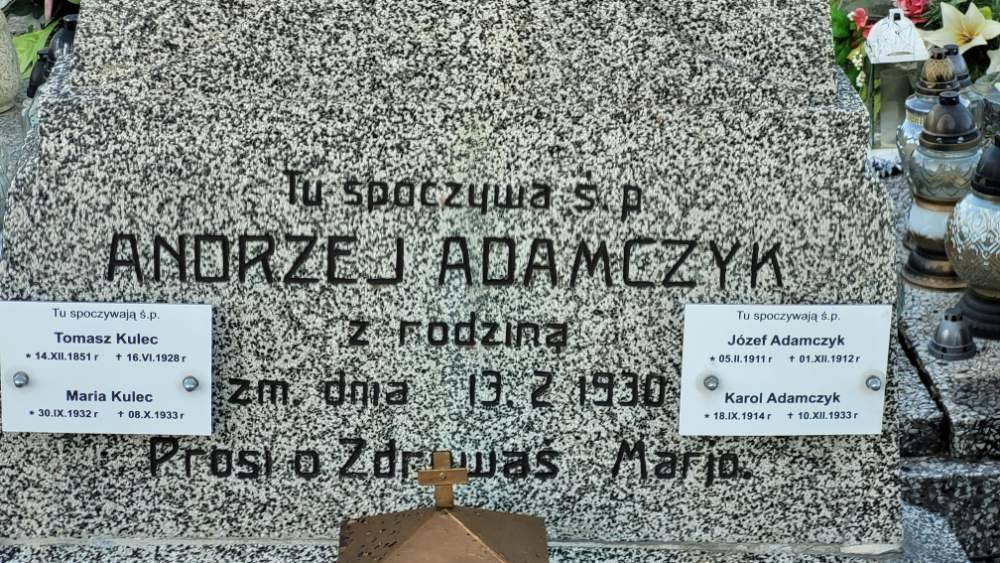 Tu spoczywa ś. p
ANDRZEJ ADAMCZYK
z rodziną
zm. dnia 13. 2 1930
Prosi o Zdrowaś Marjo.
Tu spoczywają ś.p.
Tomasz Kulec
* 14.XII.1851 r ✝ 16.VI.1928 r
Maria Kulec
* 30.IX.1932 r ✝ 08.X.1933 r
Tu spoczywają ś.p.
Józef Adamczyk
* 05.II.1911 r ✝ 01.XII.1912 r
Karol Adamczyk
* 18.IX.1914 r ✝ 10.XII.1933 r